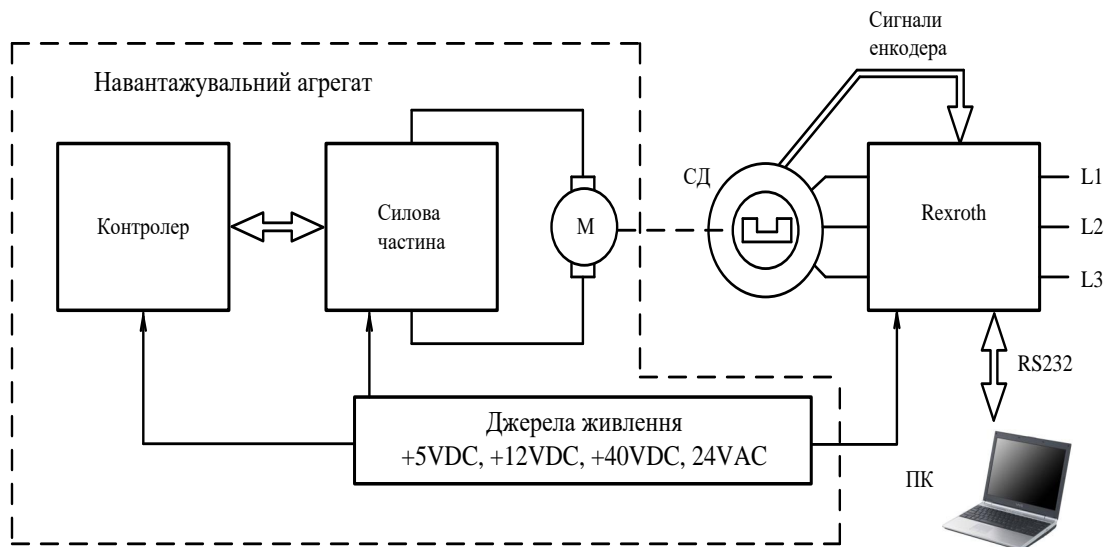 Сигнали
енкодера
Навантажувальний агрегат
СД
L1
Контролер
Силова
частина
М
Rexroth
L2
L3
RS232
Джерела живлення
+5VDC, +12VDC, +40VDC, 24VAC
ПК